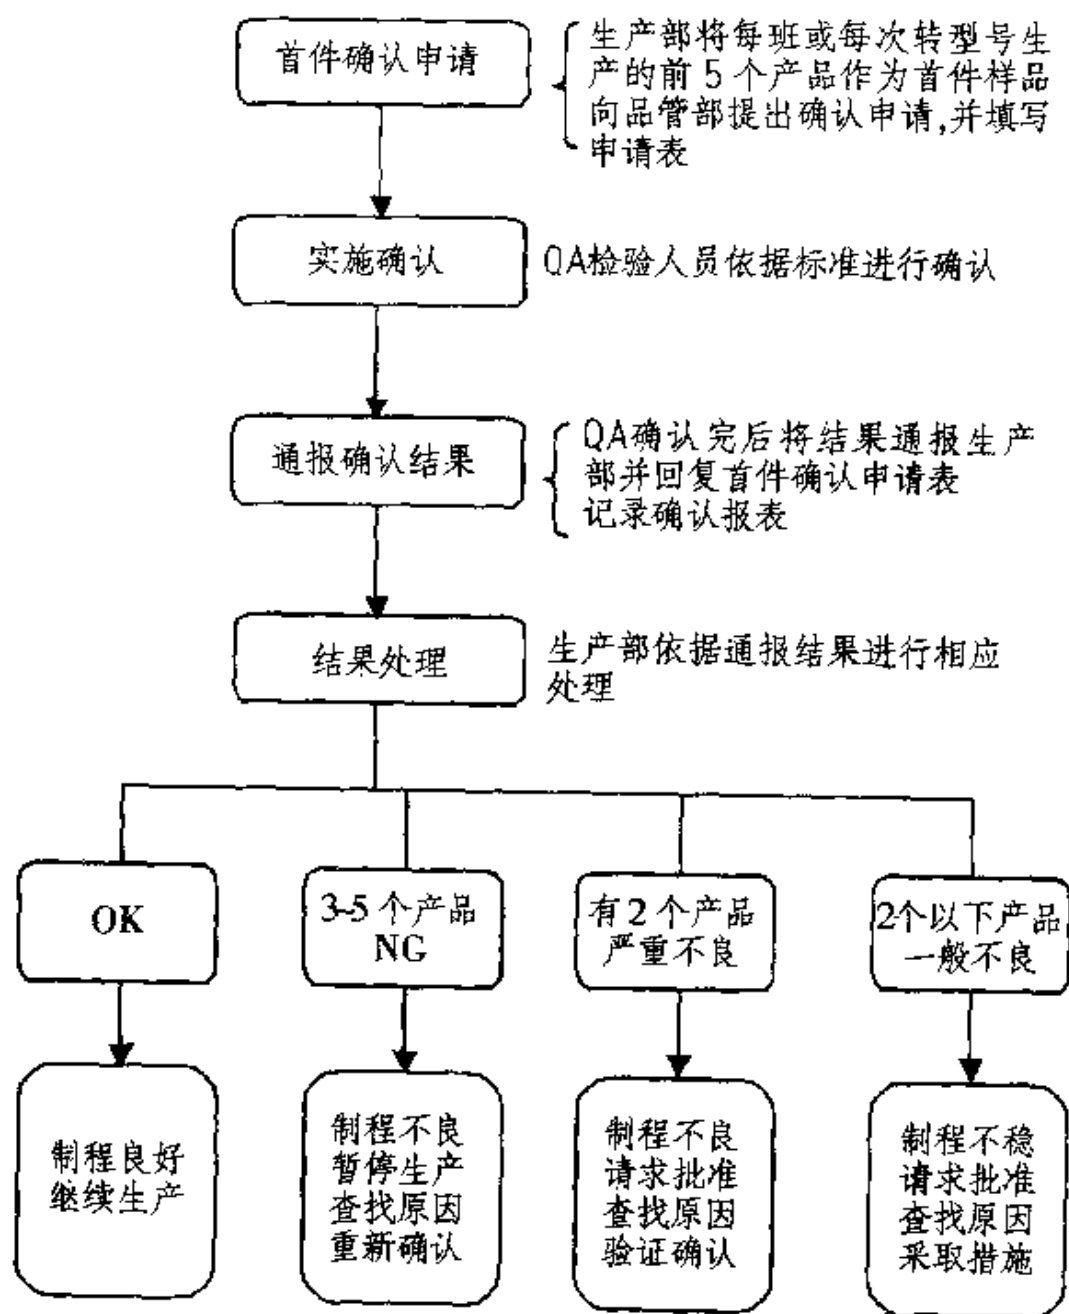 首件确认申请
生产部将每班或每次转型号生
产的前5个产品作为首件样品
向品管部提出确认申请,并填写
申请表
实施确认
QA检验人员依据标准进行确认
通报确认结果
QA确认完后将结果通报生产
部并回复首件确认申请表
记录确认报表
结果处理
生产部依据通报结果进行相应
处理
OK
3-5个产品
NG
有2个产品
严重不良
2个以下产品
一般不良
制程良好
继续生产
制程不良
暂停生产
查找原因
重新确认
制程不良
请求批准
查找原因
验证确认
制程不稳
请求批准
查找原因
采取措施